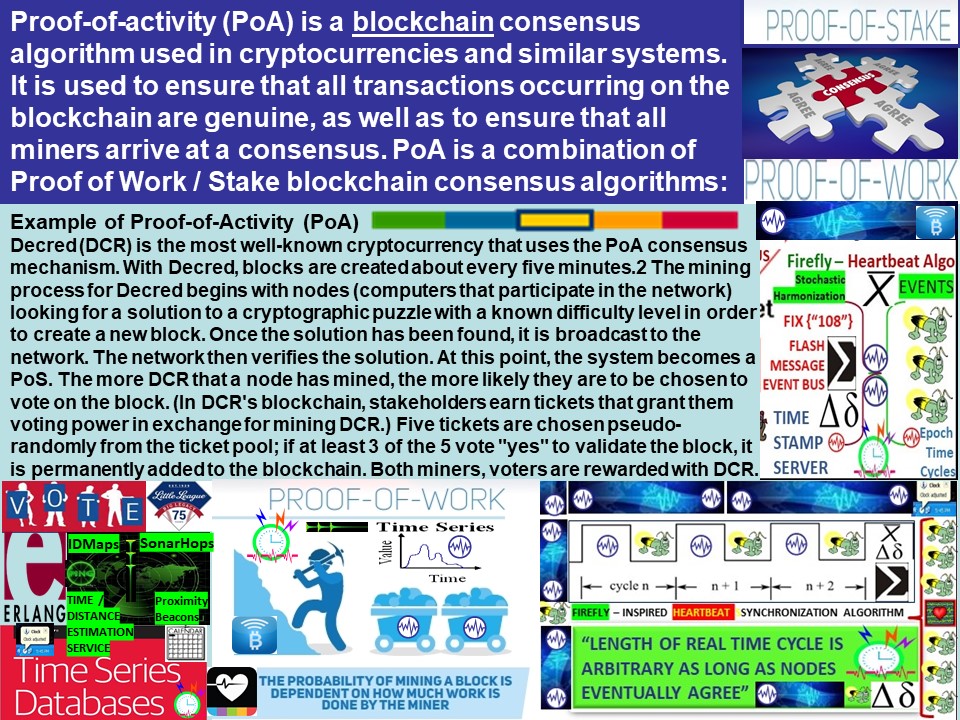 Proof-of-activity (PoA) is a blockchain consensus
algorithm used in cryptocurrencies and similar systems.
It is used to ensure that all transactions occurring on the
blockchain are genuine, as well as to ensure that all
miners arrive at a consensus. PoA is a combination of
Proof of Work / Stake blockchain consensus algorithms:
PROOF-OF-STAKE
AGREE
AGREE
CONSENSUS
AGREE
AGREE
PROOF-OF-WORK
Example of Proof-of-Activity (PoA)
Decred (DCR) is the most well-known cryptocurrency that uses the PoA consensus
mechanism. With Decred, blocks are created about every five minutes.2 The mining
process for Decred begins with nodes (computers that participate in the network)
looking for a solution to a cryptographic puzzle with a known difficulty level in order
to create a new block. Once the solution has been found, it is broadcast to the
network. The network then verifies the solution. At this point, the system becomes a
PoS. The more DCR that a node has mined, the more likely they are to be chosen to
vote on the block. (In DCR's blockchain, stakeholders earn tickets that grant them
voting power in exchange for mining DCR.) Five tickets are chosen pseudo-
randomly from the ticket pool; if at least 3 of the 5 vote "yes" to validate the block, it
is permanently added to the blockchain. Both miners, voters are rewarded with DCR.
Firefly – Heartbeat Algo
Stochastic
Harmonization
X
EVENTS
FIX {"108"}
FLASH
MESSAGE
EVENT BUS
Σ
TIME
STAMP
SERVER
Δδ
Epoch
Time
Cycles
VOTE
Little League
75
IDMaps
SonarHops
PING
ERLANG
TIME /
DISTANCE
ESTIMATION
SERVICE
Proximity
Beacons
Clock
CALENDAR
Time Series
Databases
PROOF-OF-WORK
Time Series
Value
Time
THE PROBABILITY OF MINING A BLOCK IS
DEPENDENT ON HOW MUCH WORK IS
DONE BY THE MINER
X
Δδ
Σ
cycle n
n + 1
n + 2
FIREFLY – INSPIRED HEARTBEAT SYNCHRONIZATION ALGORITHM
"LENGTH OF REAL TIME CYCLE IS
ARBITRARY AS LONG AS NODES
EVENTUALLY AGREE"
Δδ